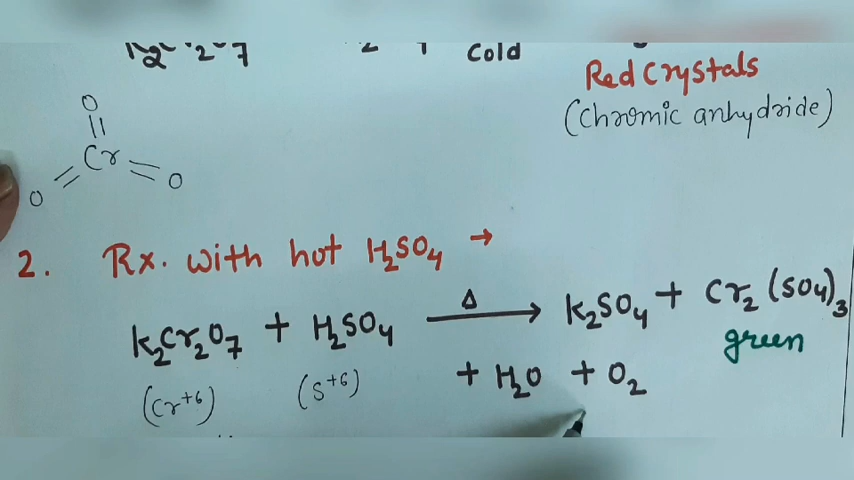 K2Cr2O7
Cold
Red Crystals
(Chromic anhydride)
O
||
Cr
O = = O
2. Rx. with hot H2SO4 →
K2Cr2O7 + H2SO4 —Δ→ K2SO4 + Cr2(SO4)3
green
(Cr+6) (S+6) + H2O + O2